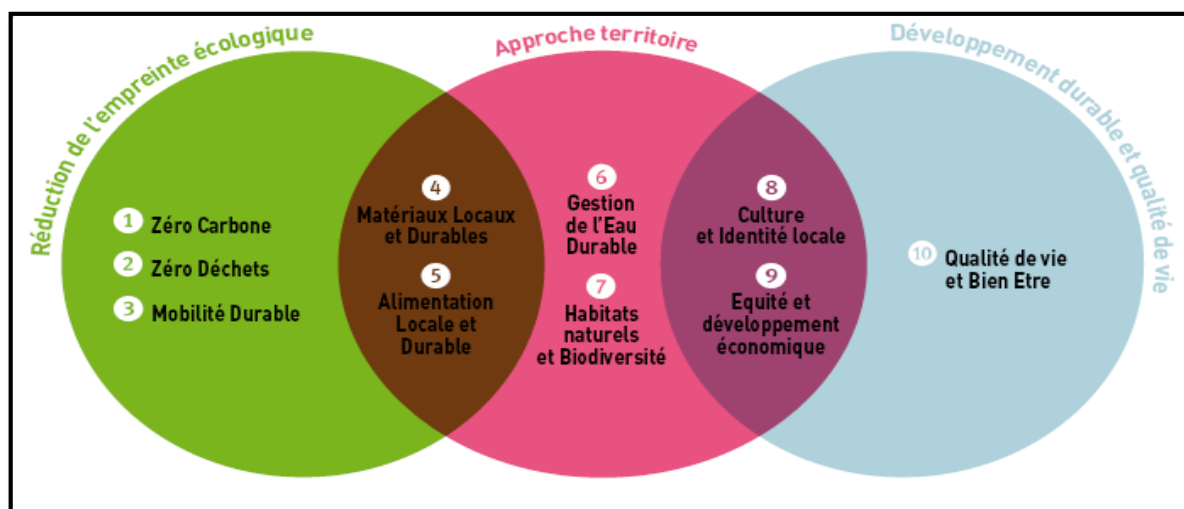 Réduction de l'empreinte écologique
Approche territoire
Développement durable et qualité de vie
1 Zéro Carbone
2 Zéro Déchets
3 Mobilité Durable
4
Matériaux Locaux
et Durables
5
Alimentation
Locale et
Durable
6
Gestion
de l'Eau
Durable
7
Habitats
naturels
et Biodiversité
8
Culture
et Identité locale
9
Equité et
développement
économique
10 Qualité de vie
et Bien Etre